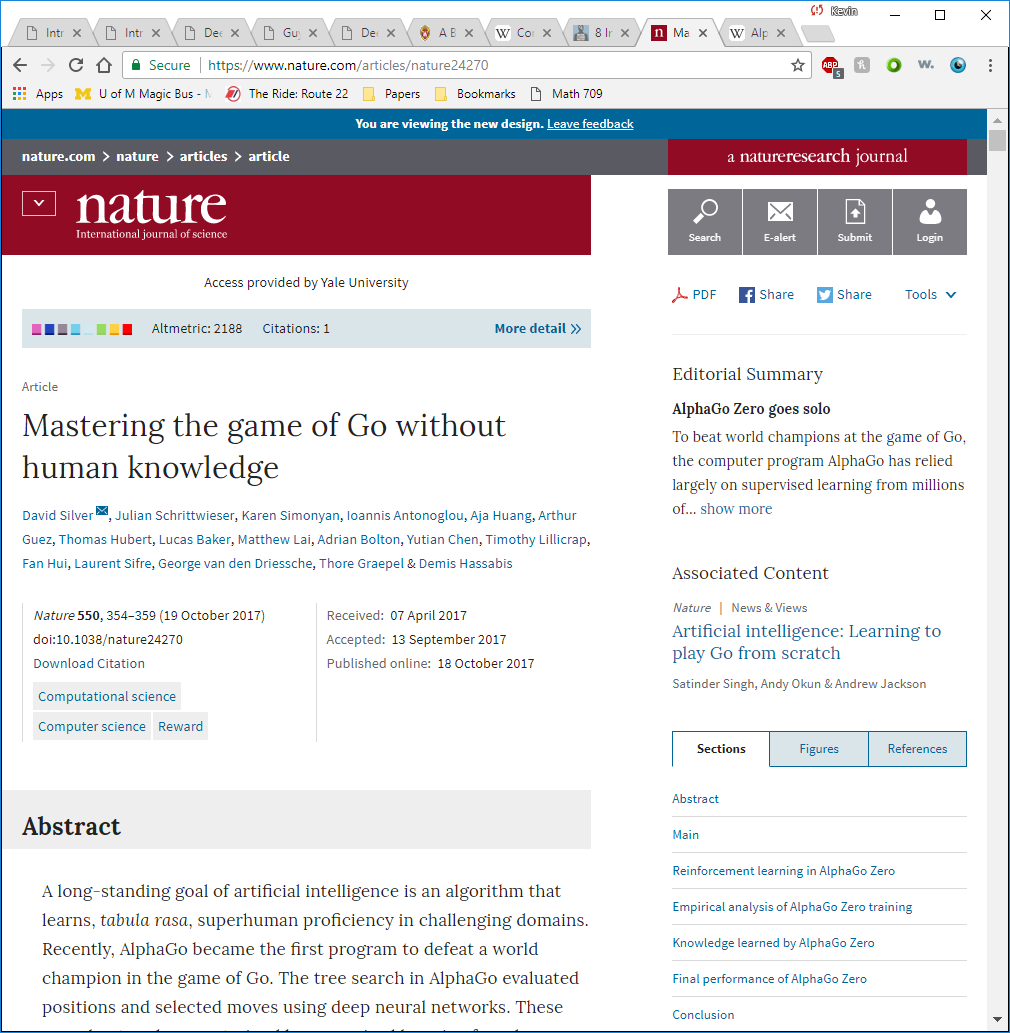 Kevin
Intr
Intr
Dee
Guy
Dee
A B
W Con
8 Ir
n Ma
W Alp
Secure
https://www.nature.com/articles/nature24270
ABP
5
w.
Apps
M U of M Magic Bus -
The Ride: Route 22
Papers
Bookmarks
Math 709
You are viewing the new design. Leave feedback
nature.com > nature > articles > article
a natureresearch journal
nature
International journal of science
Search
E-alert
Submit
Login
Access provided by Yale University
PDF
Share
Share
Tools
Altmetric: 2188 Citations: 1 More detail »
Article
Mastering the game of Go without
human knowledge
David Silver, Julian Schrittwieser, Karen Simonyan, Ioannis Antonoglou, Aja Huang, Arthur
Guez, Thomas Hubert, Lucas Baker, Matthew Lai, Adrian Bolton, Yutian Chen, Timothy Lillicrap,
Fan Hui, Laurent Sifre, George van den Driessche, Thore Graepel & Demis Hassabis
Nature 550, 354–359 (19 October 2017)
doi:10.1038/nature24270
Download Citation
Computational science
Computer science Reward
Received: 07 April 2017
Accepted: 13 September 2017
Published online: 18 October 2017
Abstract
A long-standing goal of artificial intelligence is an algorithm that
learns, tabula rasa, superhuman proficiency in challenging domains.
Recently, AlphaGo became the first program to defeat a world
champion in the game of Go. The tree search in AlphaGo evaluated
positions and selected moves using deep neural networks. These
Editorial Summary
AlphaGo Zero goes solo
To beat world champions at the game of Go,
the computer program AlphaGo has relied
largely on supervised learning from millions
of... show more
Associated Content
Nature | News & Views
Artificial intelligence: Learning to
play Go from scratch
Satinder Singh, Andy Okun & Andrew Jackson
Sections
Figures
References
Abstract
Main
Reinforcement learning in AlphaGo Zero
Empirical analysis of AlphaGo Zero training
Knowledge learned by AlphaGo Zero
Final performance of AlphaGo Zero
Conclusion